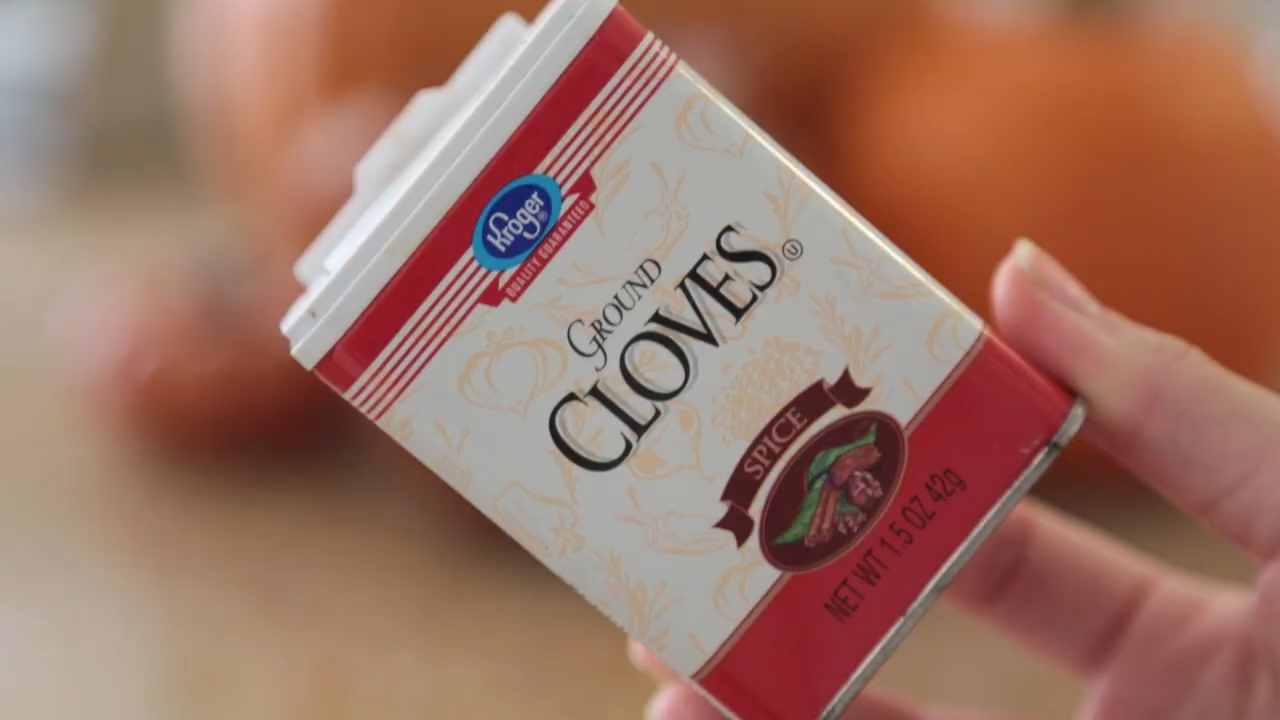 Kroger®
QUALITY GUARANTEED
GROUND
CLOVES
U
SPICE
NET WT 1.5 OZ 42g